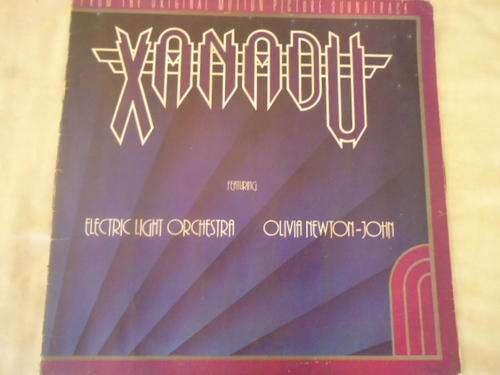 FROM THE ORIGINAL MOTION PICTURE SOUNDTRACK
XANADU
FEATURING
ELECTRIC LIGHT ORCHESTRA OLIVIA NEWTON-JOHN